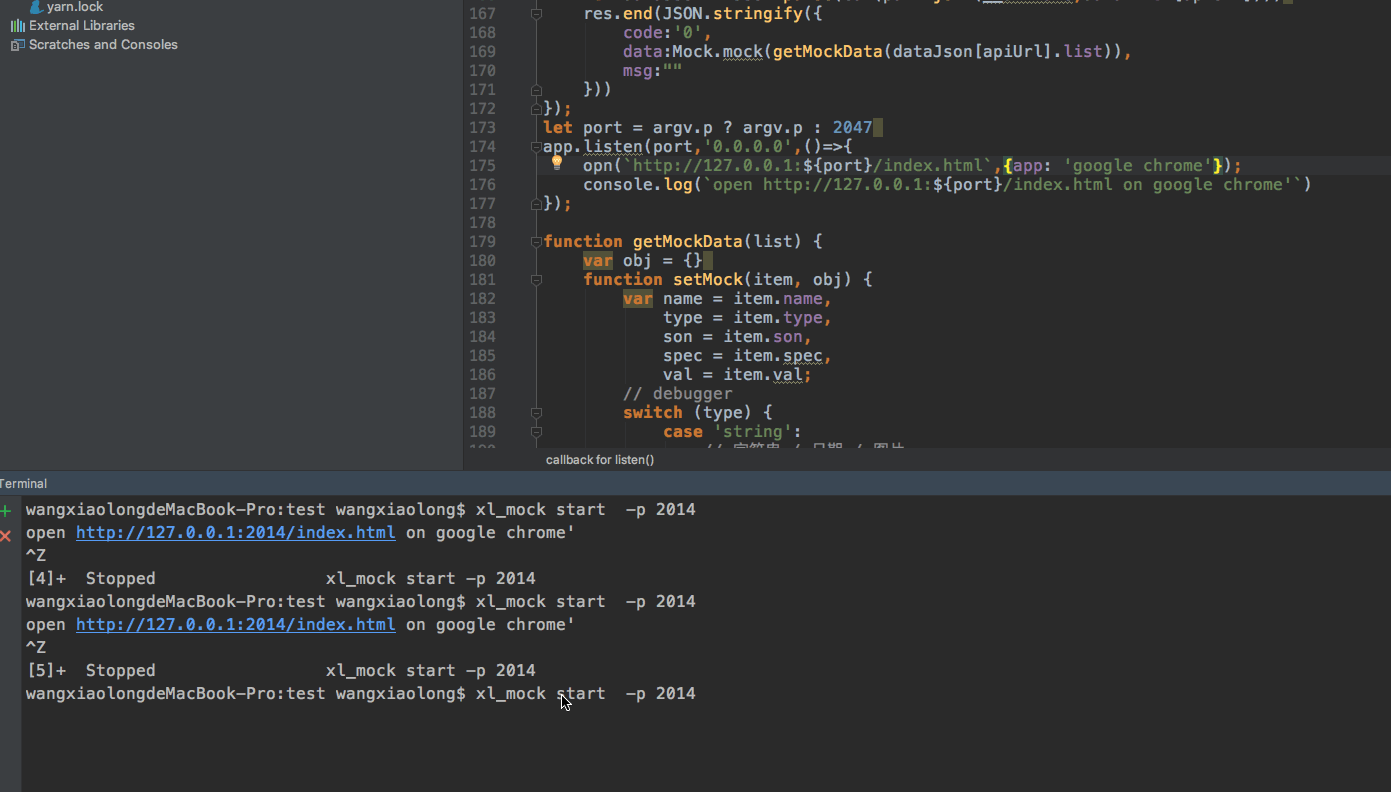 yarn.lock
External Libraries
Scratches and Consoles
167 res.end(JSON.stringify({
168 code:'0',
169 data:Mock.mock(getMockData(dataJson[apiUrl].list)),
170 msg:""
171 }))
172 });
173 let port = argv.p ? argv.p : 2047
174 app.listen(port,'0.0.0.0',()=>{
175 opn(`http://127.0.0.1:${port}/index.html`,{app: 'google chrome'});
176 console.log(`open http://127.0.0.1:${port}/index.html on google chrome'`)
177 });
178
179 function getMockData(list) {
180 var obj = {}
181 function setMock(item, obj) {
182 var name = item.name,
183 type = item.type,
184 son = item.son,
185 spec = item.spec,
186 val = item.val;
187 // debugger
188 switch (type) {
189 case 'string':
callback for listen()
Terminal
wangxiaolongdeMacBook-Pro:test wangxiaolong$ xl_mock start  -p 2014
open http://127.0.0.1:2014/index.html on google chrome'
^Z
[4]+  Stopped                 xl_mock start -p 2014
wangxiaolongdeMacBook-Pro:test wangxiaolong$ xl_mock start  -p 2014
open http://127.0.0.1:2014/index.html on google chrome'
^Z
[5]+  Stopped                 xl_mock start -p 2014
wangxiaolongdeMacBook-Pro:test wangxiaolong$ xl_mock start  -p 2014